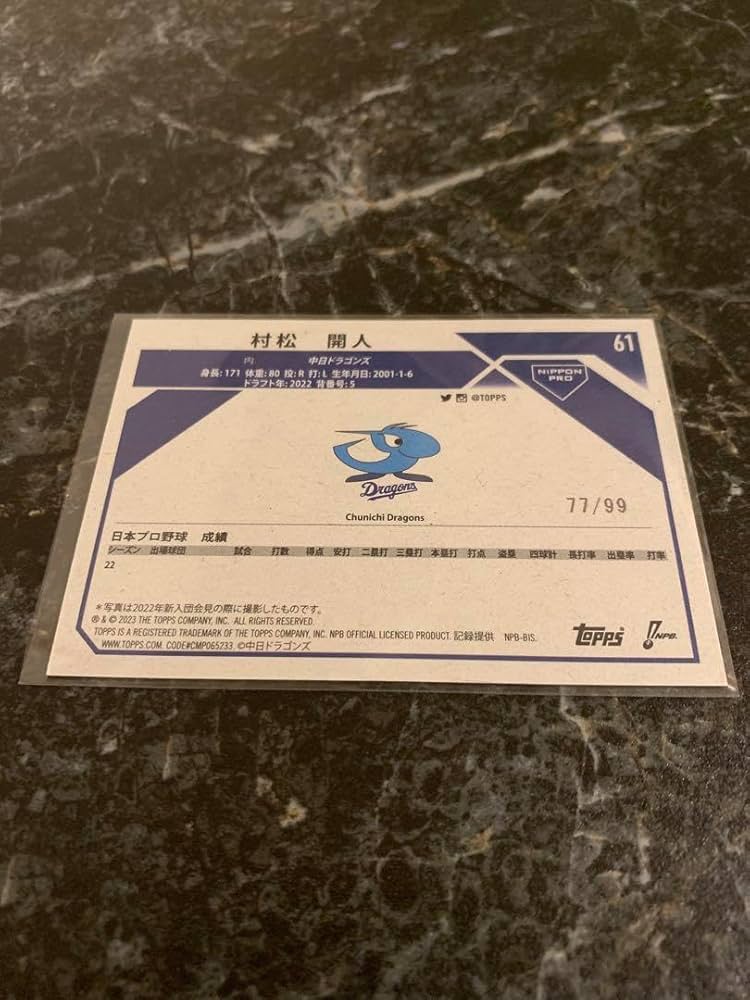 村松　開人
61
内　中日ドラゴンズ
身長: 171 体重: 80 投: R 打: L 生年月日: 2001-1-6
ドラフト年: 2022 背番号: 5
NIPPON
PRO
@TOPPS
Dragons
Chunichi Dragons
77/99
日本プロ野球　成績
シーズン 出場球団 試合 打数 得点 安打 二塁打 三塁打 本塁打 打点 盗塁 四球計 長打率 出塁率 打率
22
＊写真は2022年新入団会見の際に撮影したものです。
® & © 2023 THE TOPPS COMPANY, INC. ALL RIGHTS RESERVED.
TOPPS IS A REGISTERED TRADEMARK OF THE TOPPS COMPANY, INC. NPB OFFICIAL LICENSED PRODUCT. 記録提供　NPB-BIS.
WWW.TOPPS.COM CODE#CMP065233 ©中日ドラゴンズ
TOPPS
NPB